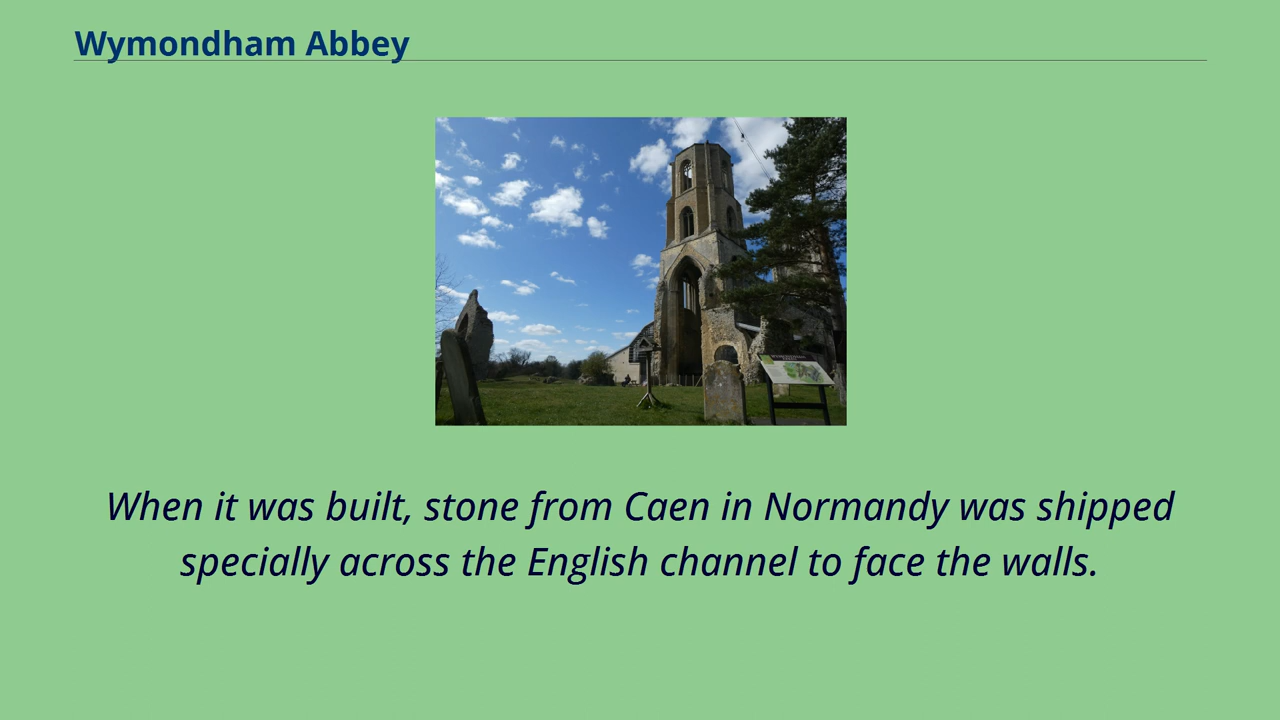 Wymondham Abbey
When it was built, stone from Caen in Normandy was shipped
specially across the English channel to face the walls.